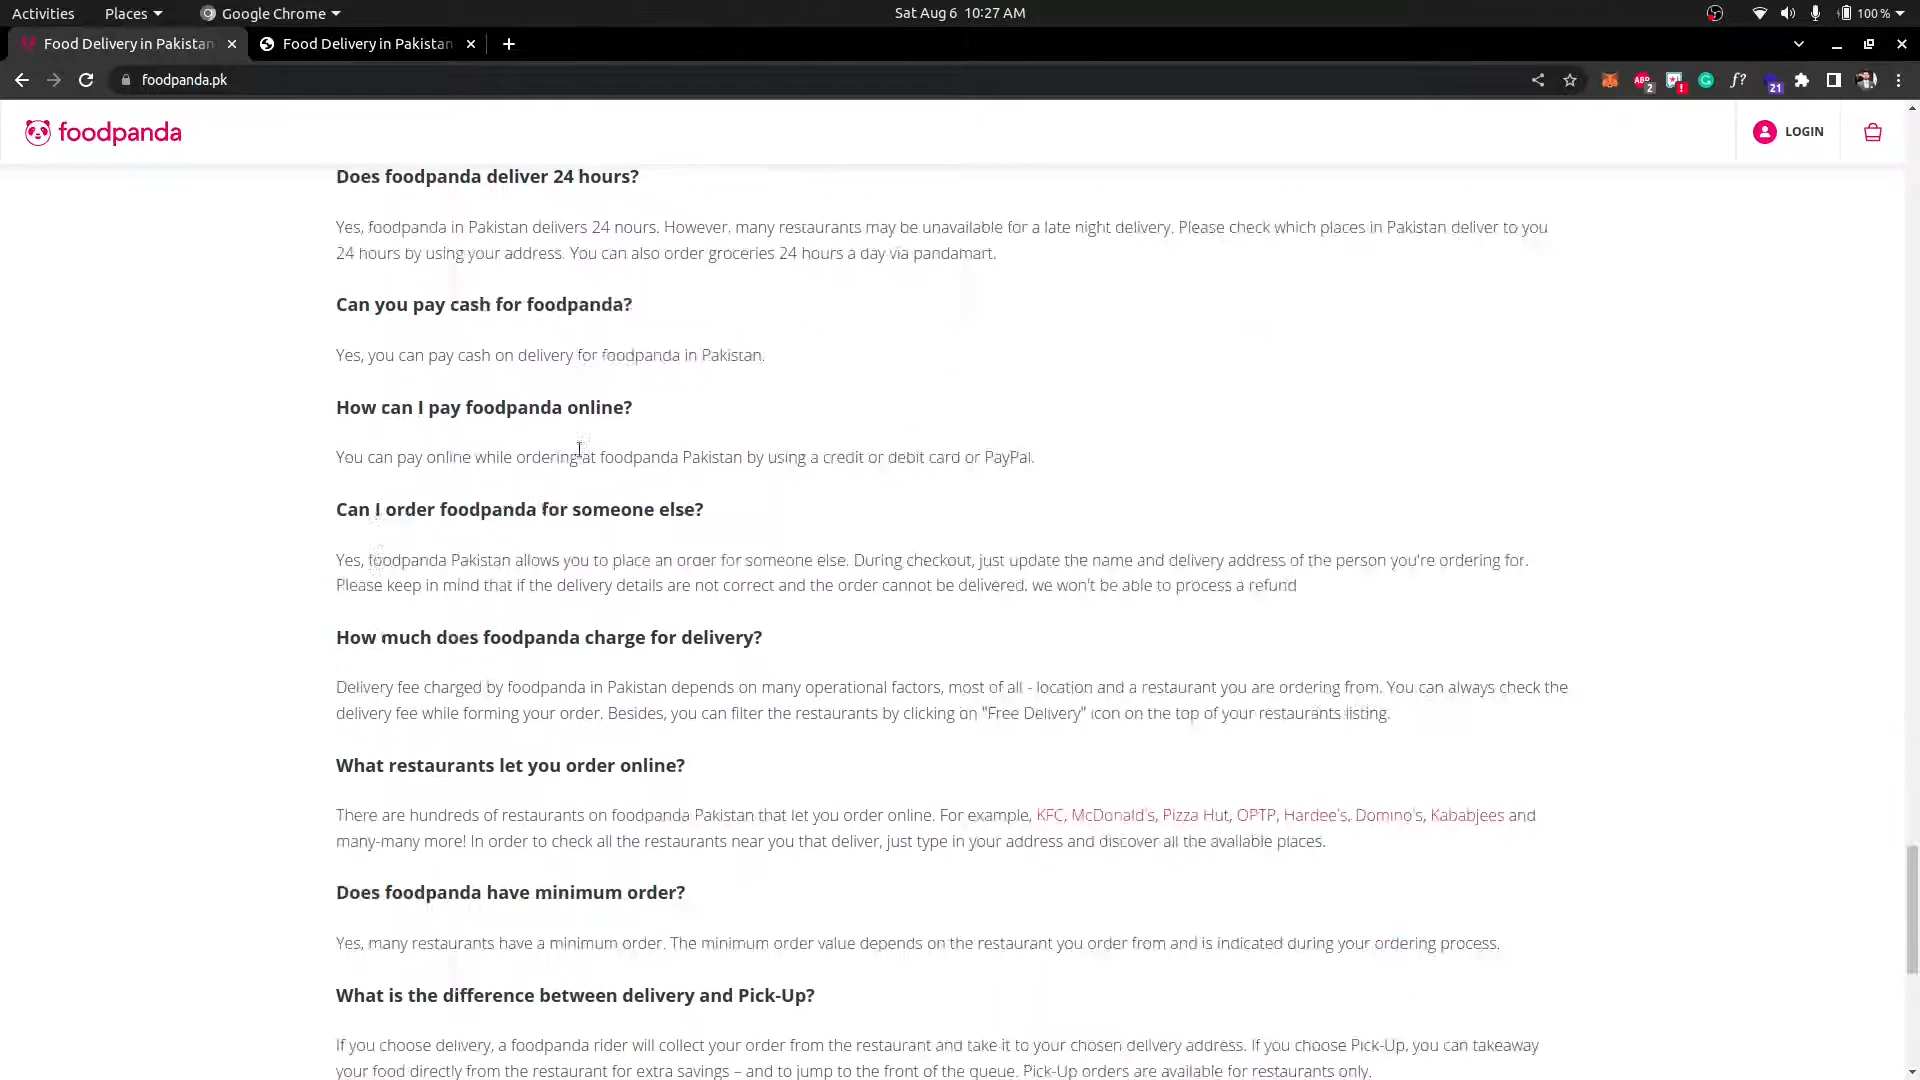 Activities Places Google Chrome Sat Aug 6 10:27 AM 100 %
Food Delivery in Pakistan Food Delivery in Pakistan
foodpanda.pk ABP 2 ! f? 21
foodpanda LOGIN
Does foodpanda deliver 24 hours?
Yes, foodpanda in Pakistan delivers 24 hours. However, many restaurants may be unavailable for a late night delivery. Please check which places in Pakistan deliver to you
24 hours by using your address. You can also order groceries 24 hours a day via pandamart.
Can you pay cash for foodpanda?
Yes, you can pay cash on delivery for foodpanda in Pakistan.
How can I pay foodpanda online?
You can pay online while ordering at foodpanda Pakistan by using a credit or debit card or PayPal.
Can I order foodpanda for someone else?
Yes, foodpanda Pakistan allows you to place an order for someone else. During checkout, just update the name and delivery address of the person you're ordering for.
Please keep in mind that if the delivery details are not correct and the order cannot be delivered, we won't be able to process a refund
How much does foodpanda charge for delivery?
Delivery fee charged by foodpanda in Pakistan depends on many operational factors, most of all - location and a restaurant you are ordering from. You can always check the
delivery fee while forming your order. Besides, you can filter the restaurants by clicking on "Free Delivery" icon on the top of your restaurants listing.
What restaurants let you order online?
There are hundreds of restaurants on foodpanda Pakistan that let you order online. For example, KFC, McDonald's, Pizza Hut, OPTP, Hardee's, Domino's, Kababjees and
many-many more! In order to check all the restaurants near you that deliver, just type in your address and discover all the available places.
Does foodpanda have minimum order?
Yes, many restaurants have a minimum order. The minimum order value depends on the restaurant you order from and is indicated during your ordering process.
What is the difference between delivery and Pick-Up?
If you choose delivery, a foodpanda rider will collect your order from the restaurant and take it to your chosen delivery address. If you choose Pick-Up, you can takeaway
your food directly from the restaurant for extra savings – and to jump to the front of the queue. Pick-Up orders are available for restaurants only.